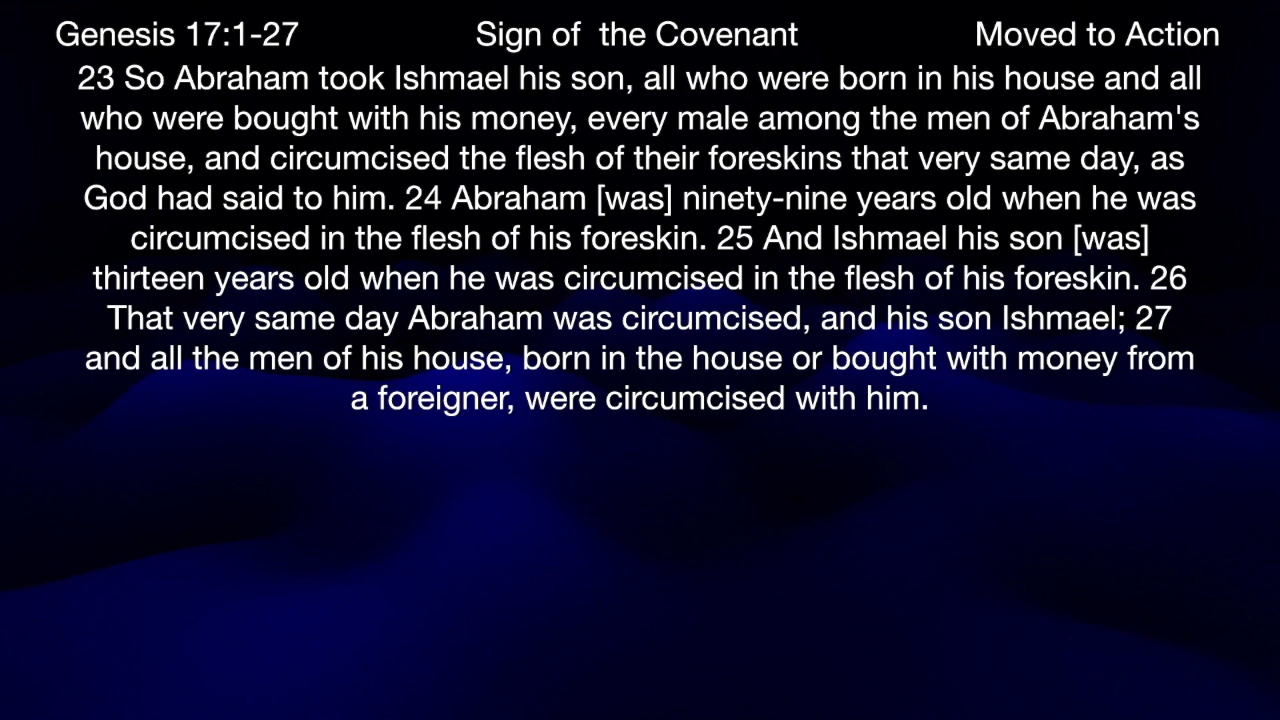 Genesis 17:1-27 Sign of  the Covenant Moved to Action
23 So Abraham took Ishmael his son, all who were born in his house and all
who were bought with his money, every male among the men of Abraham's
house, and circumcised the flesh of their foreskins that very same day, as
God had said to him. 24 Abraham [was] ninety-nine years old when he was
circumcised in the flesh of his foreskin. 25 And Ishmael his son [was]
thirteen years old when he was circumcised in the flesh of his foreskin. 26
That very same day Abraham was circumcised, and his son Ishmael; 27
and all the men of his house, born in the house or bought with money from
a foreigner, were circumcised with him.